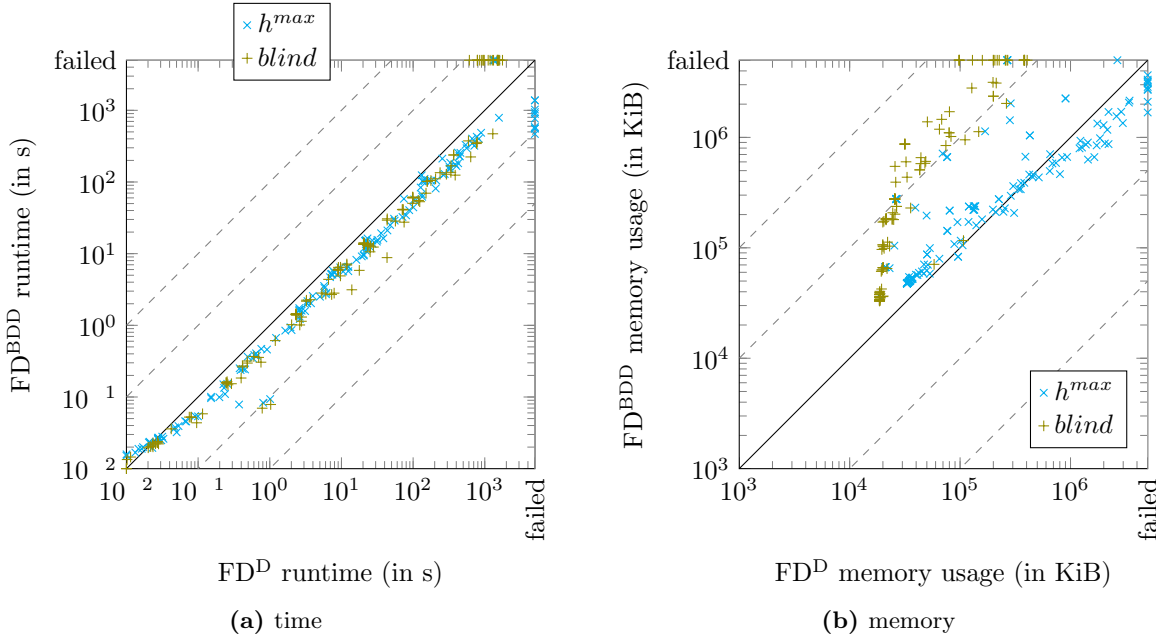 h^max
blind
failed
10^3
10^2
10^1
10^0
10 1
10 2
FD^BDD runtime (in s)
10 2 10 1 10^0 10^1 10^2 10^3 failed
FD^D runtime (in s)
(a) time
failed
10^6
10^5
10^4
10^3
FD^BDD memory usage (in KiB)
h^max
blind
10^3 10^4 10^5 10^6 failed
FD^D memory usage (in KiB)
(b) memory